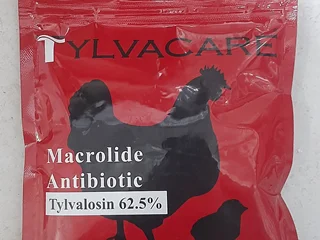 TYLVACARE
Macrolide
Antibiotic
Tylvalosin 62.5%